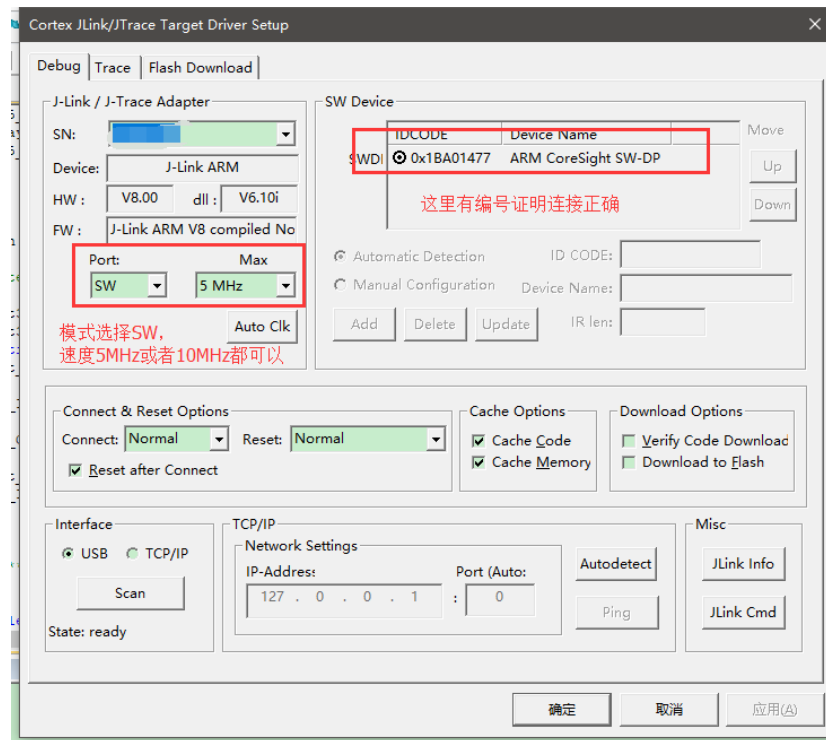 Cortex JLink/JTrace Target Driver Setup
Debug Trace Flash Download
J-Link / J-Trace Adapter
SN:
Device: J-Link ARM
HW : V8.00 dll : V6.10i
FW : J-Link ARM V8 compiled No
Port: Max
SW 5 MHz
Auto Clk
模式选择SW,
速度5MHz或者10MHz都可以
SW Device
IDCODE Device Name Move
SWDI 0x1BA01477 ARM CoreSight SW-DP Up
这里有编号证明连接正确 Down
Automatic Detection ID CODE:
Manual Configuration Device Name:
Add Delete Update IR len:
Connect & Reset Options
Connect: Normal Reset: Normal
Reset after Connect
Cache Options
Cache Code
Cache Memory
Download Options
Verify Code Download
Download to Flash
Interface
USB TCP/IP
Scan
State: ready
TCP/IP
Network Settings
IP-Address: Port (Auto:
127 . 0 . 0 . 1 : 0
Autodetect
Ping
Misc
JLink Info
JLink Cmd
确定 取消 应用(A)